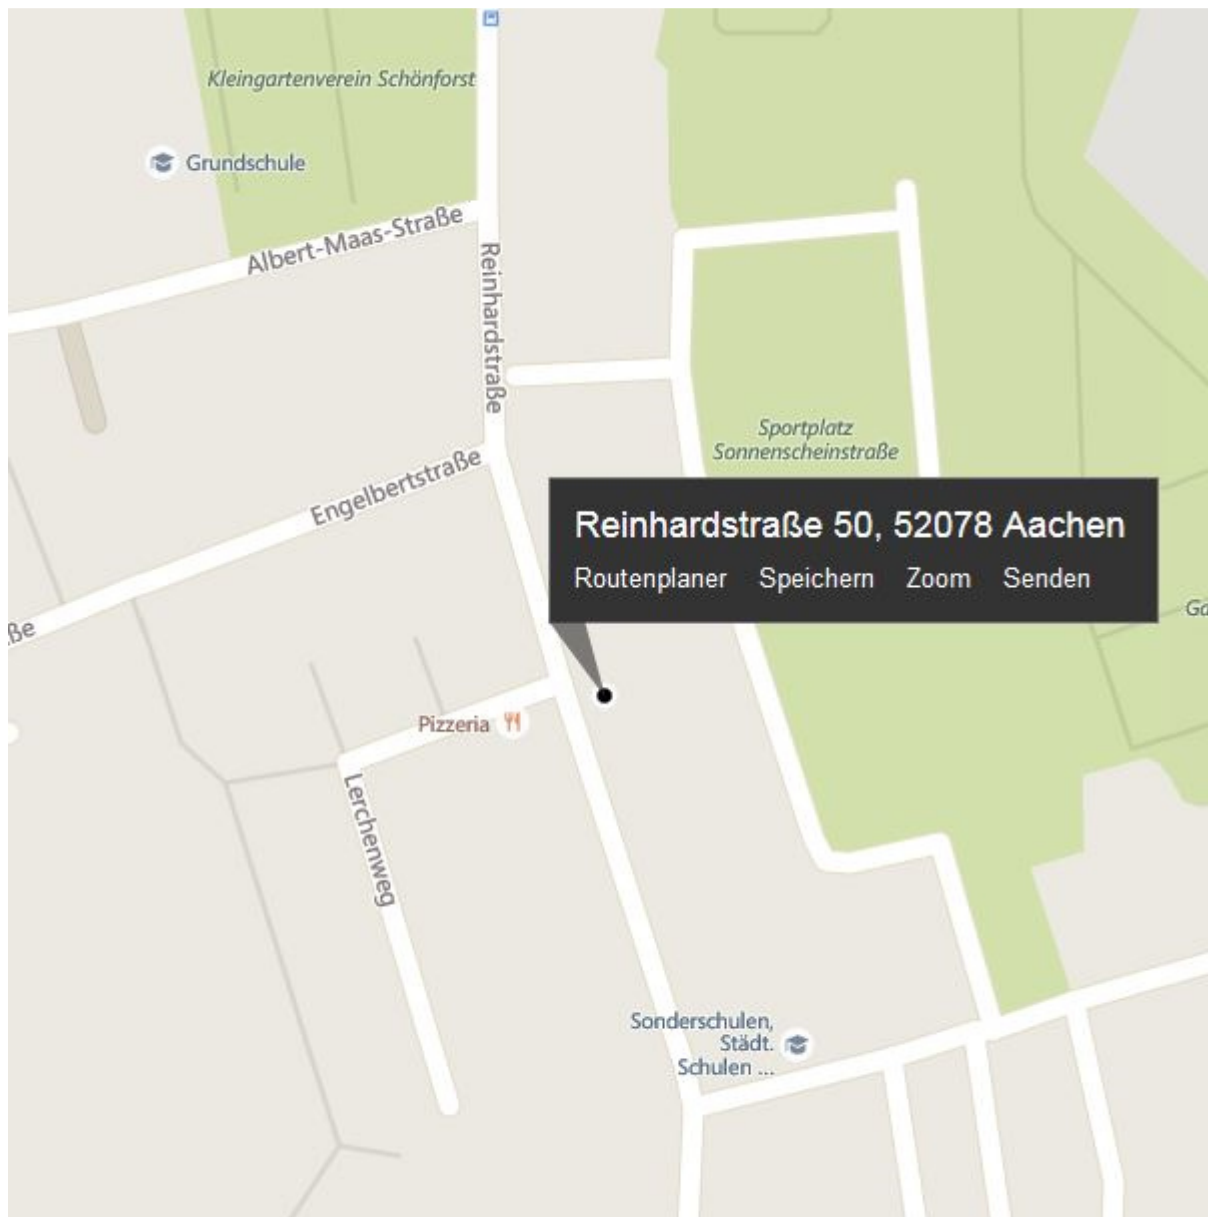 Kleingartenverein Schönforst
Grundschule
Albert-Maas-Straße
Reinhardstraße
Sportplatz
Sonnenscheinstraße
Engelbertstraße
Reinhardstraße 50, 52078 Aachen
Routenplaner Speichern Zoom Senden
Ga
ße
Pizzeria
Lerchenweg
Sonderschulen,
Städt.
Schulen ...